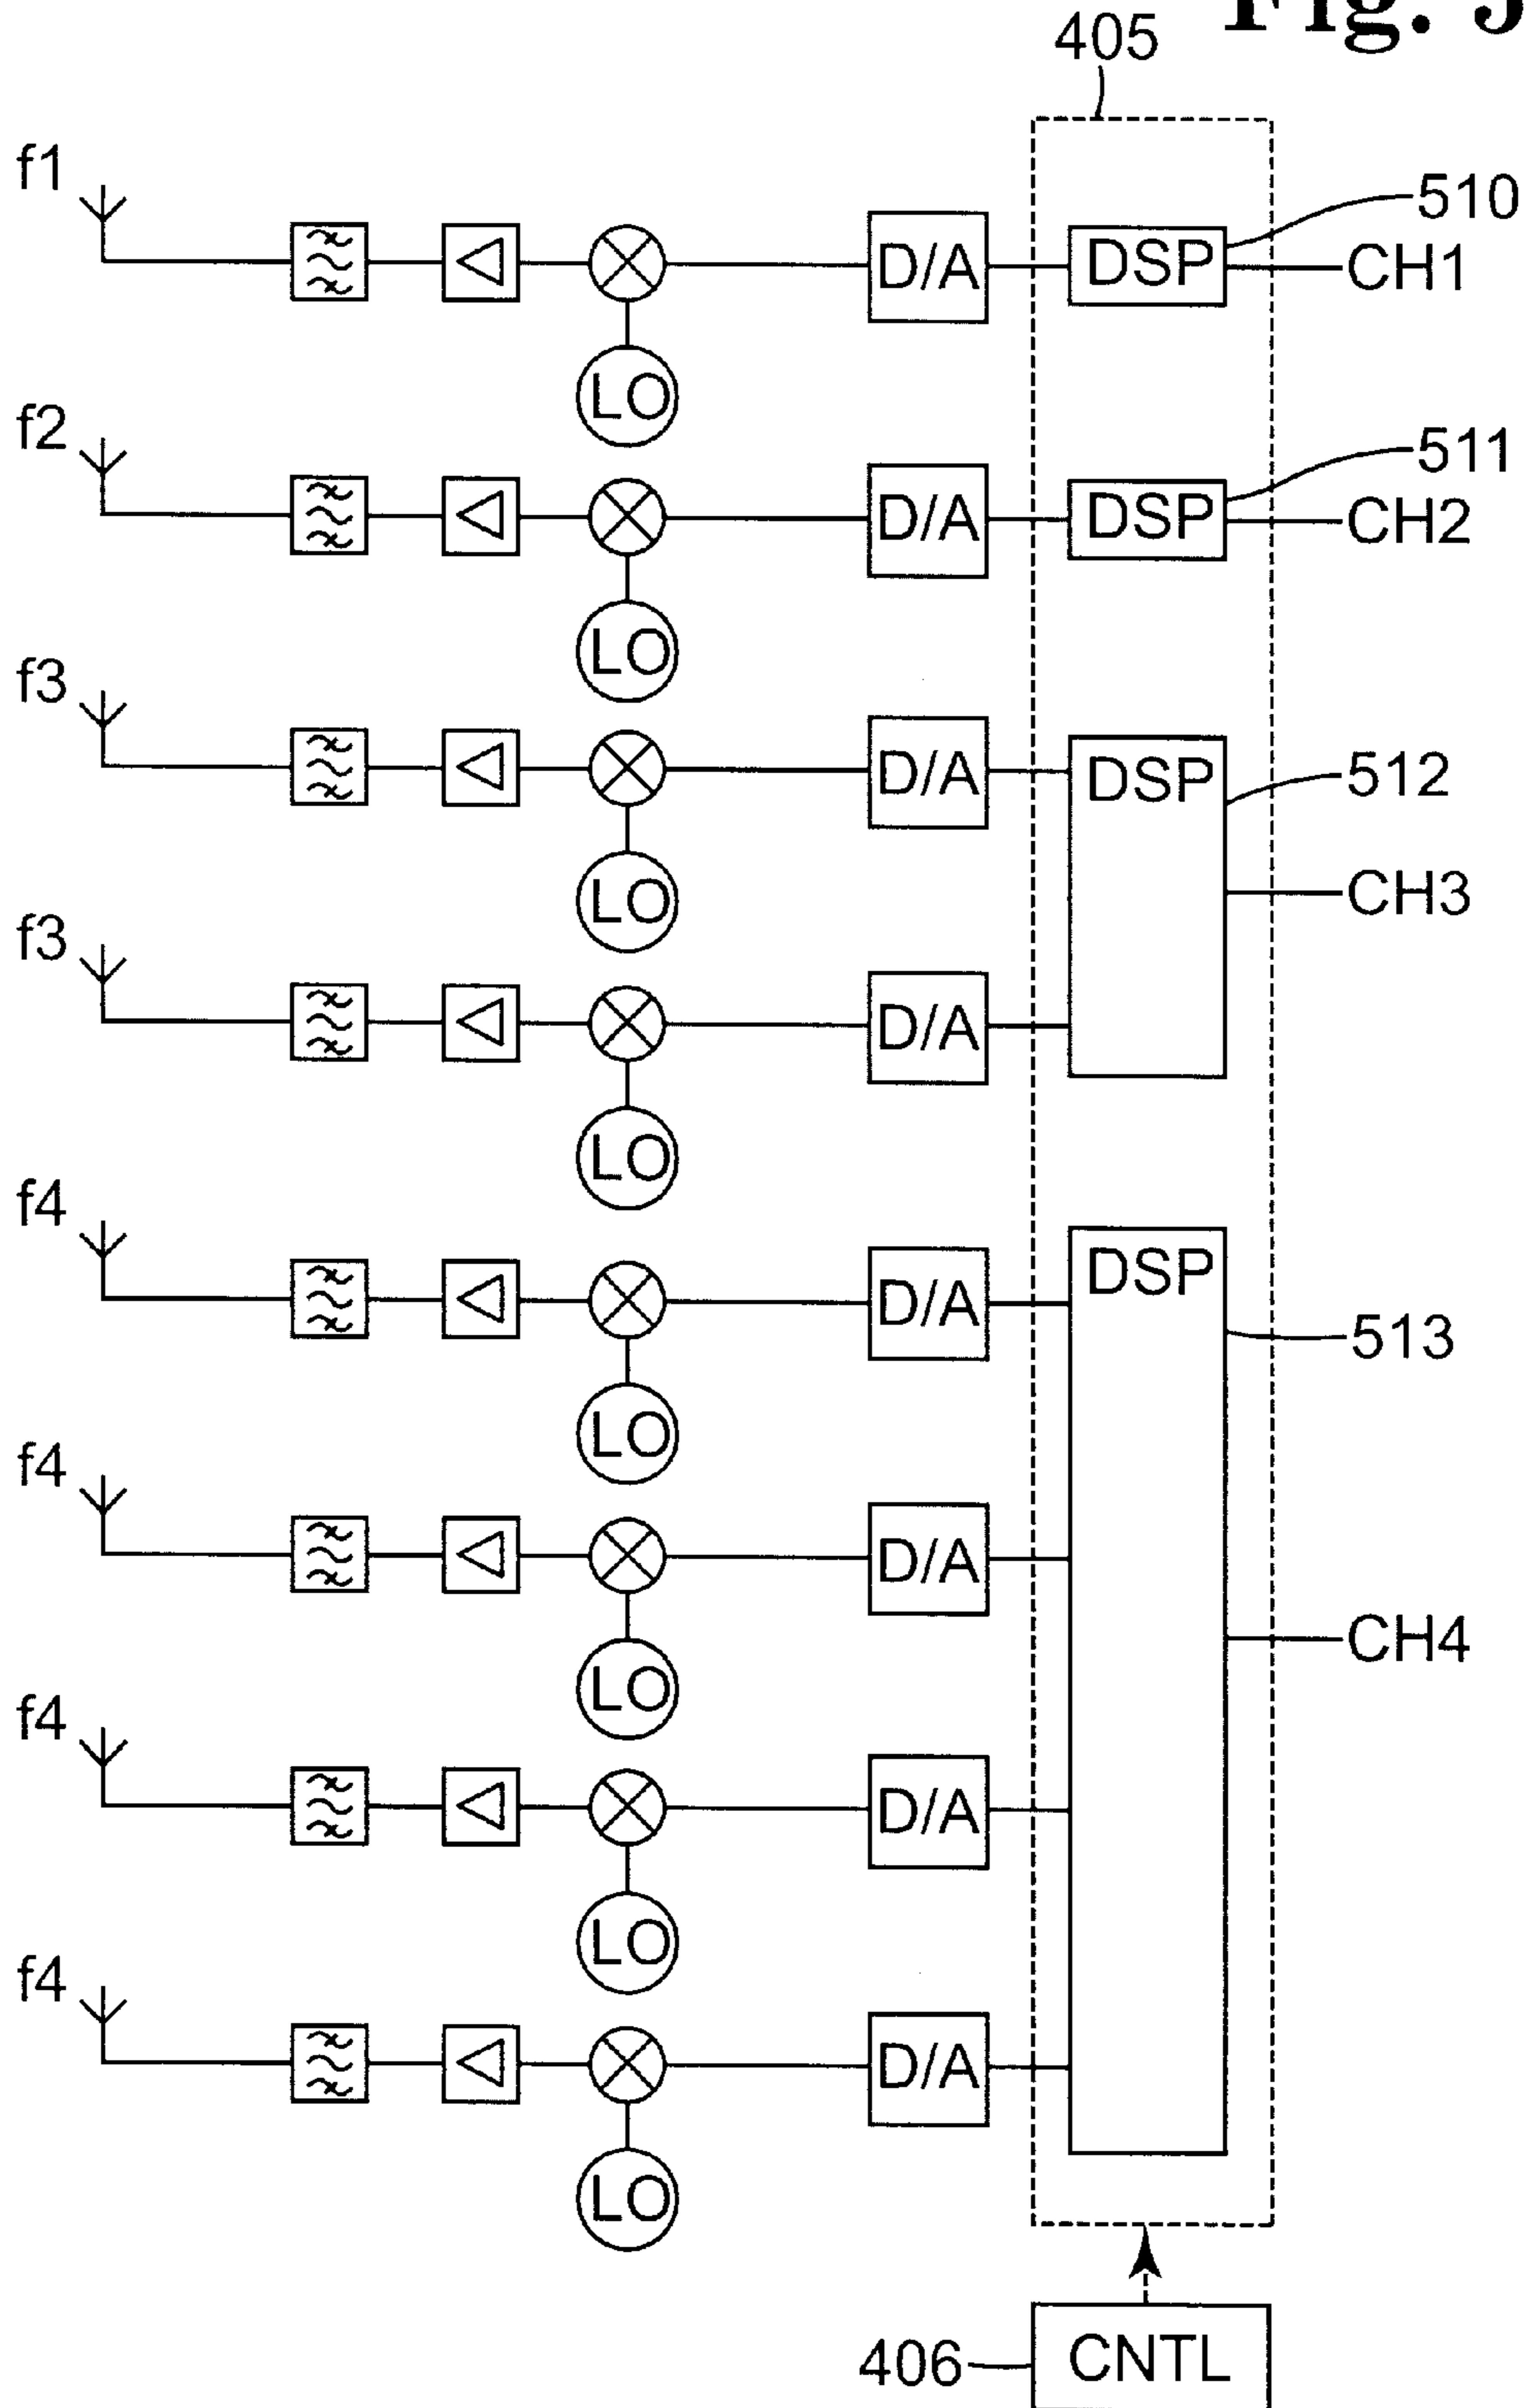 Fig. 5
405
f1
510
D/A
DSP
CH1
LO
f2
511
D/A
DSP
CH2
LO
f3
D/A
DSP
512
LO
CH3
f3
D/A
LO
f4
D/A
DSP
513
LO
f4
D/A
CH4
LO
f4
D/A
LO
f4
D/A
LO
406
CNTL